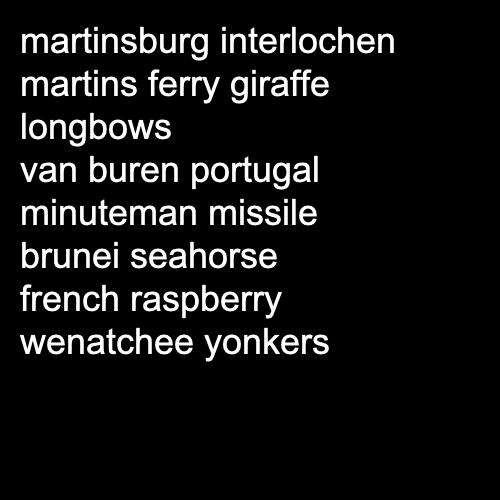 martinsburg interlochen
martins ferry giraffe
longbows
van buren portugal
minuteman missile
brunei seahorse
french raspberry
wenatchee yonkers